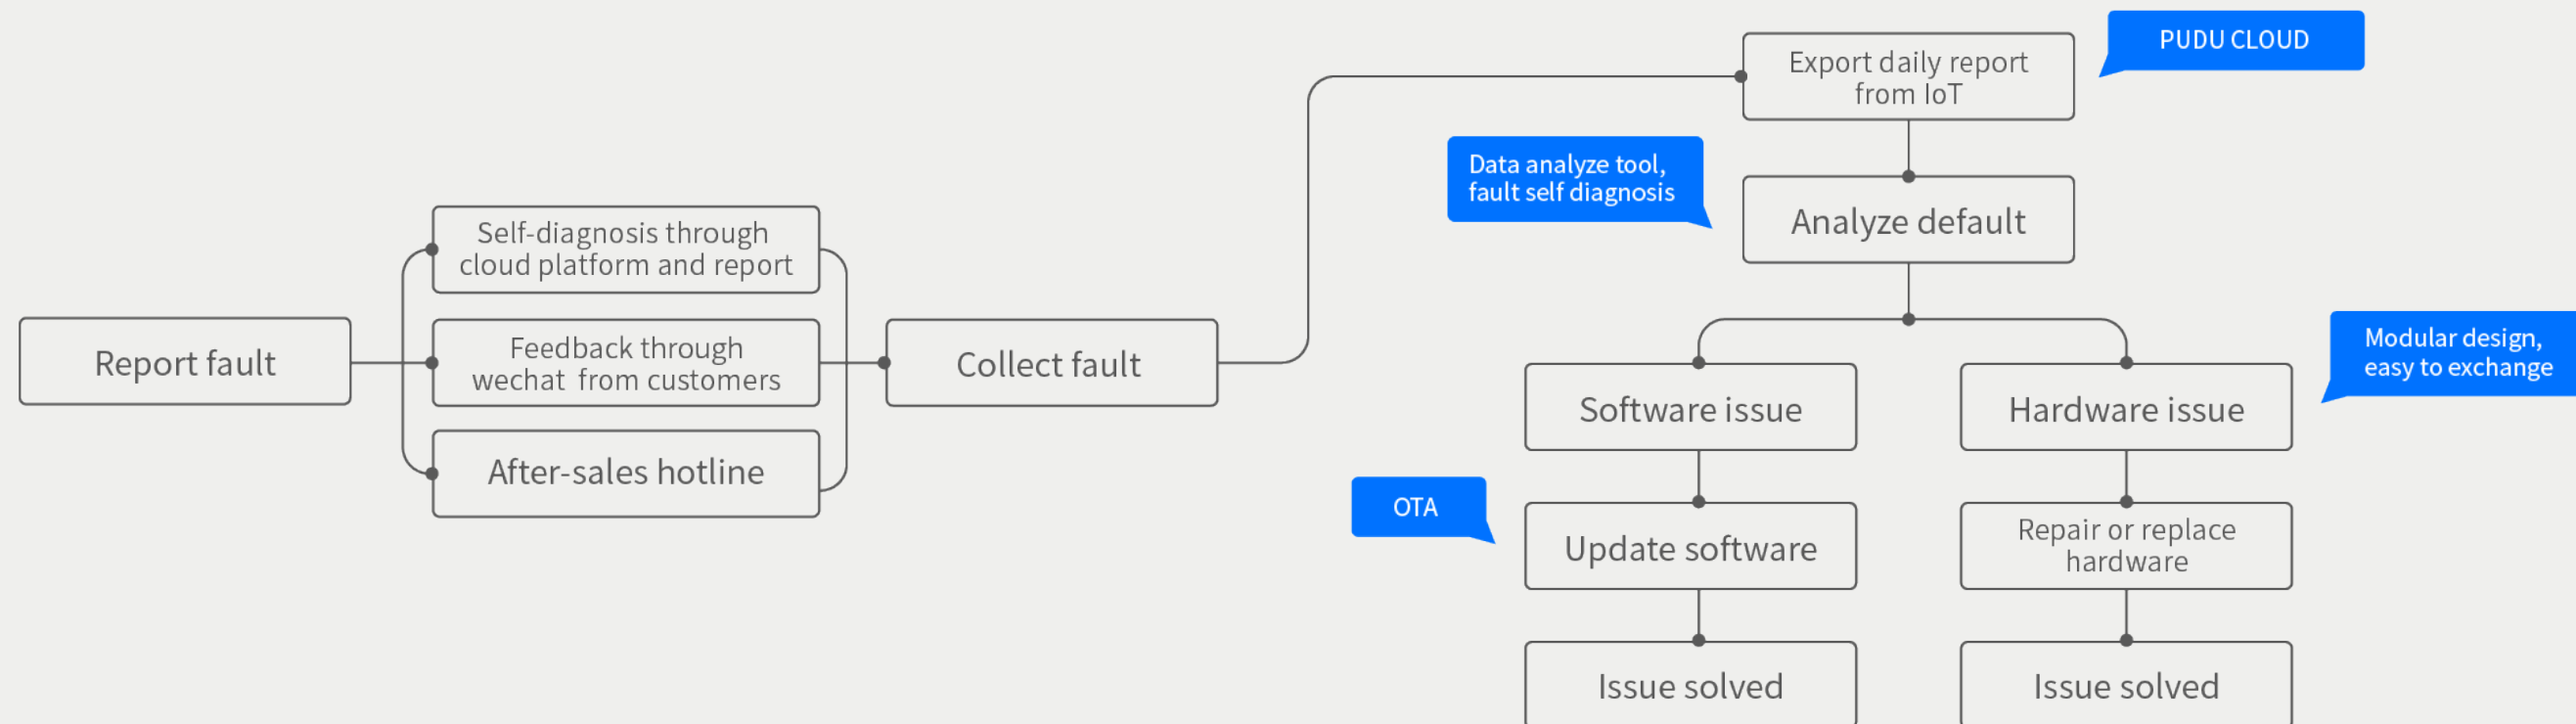 PUDU CLOUD
Export daily report
from IoT
Data analyze tool,
fault self diagnosis
Analyze default
Self-diagnosis through
cloud platform and report
Report fault
Feedback through
wechat from customers
Collect fault
After-sales hotline
Modular design,
easy to exchange
Software issue
Hardware issue
OTA
Update software
Repair or replace
hardware
Issue solved
Issue solved